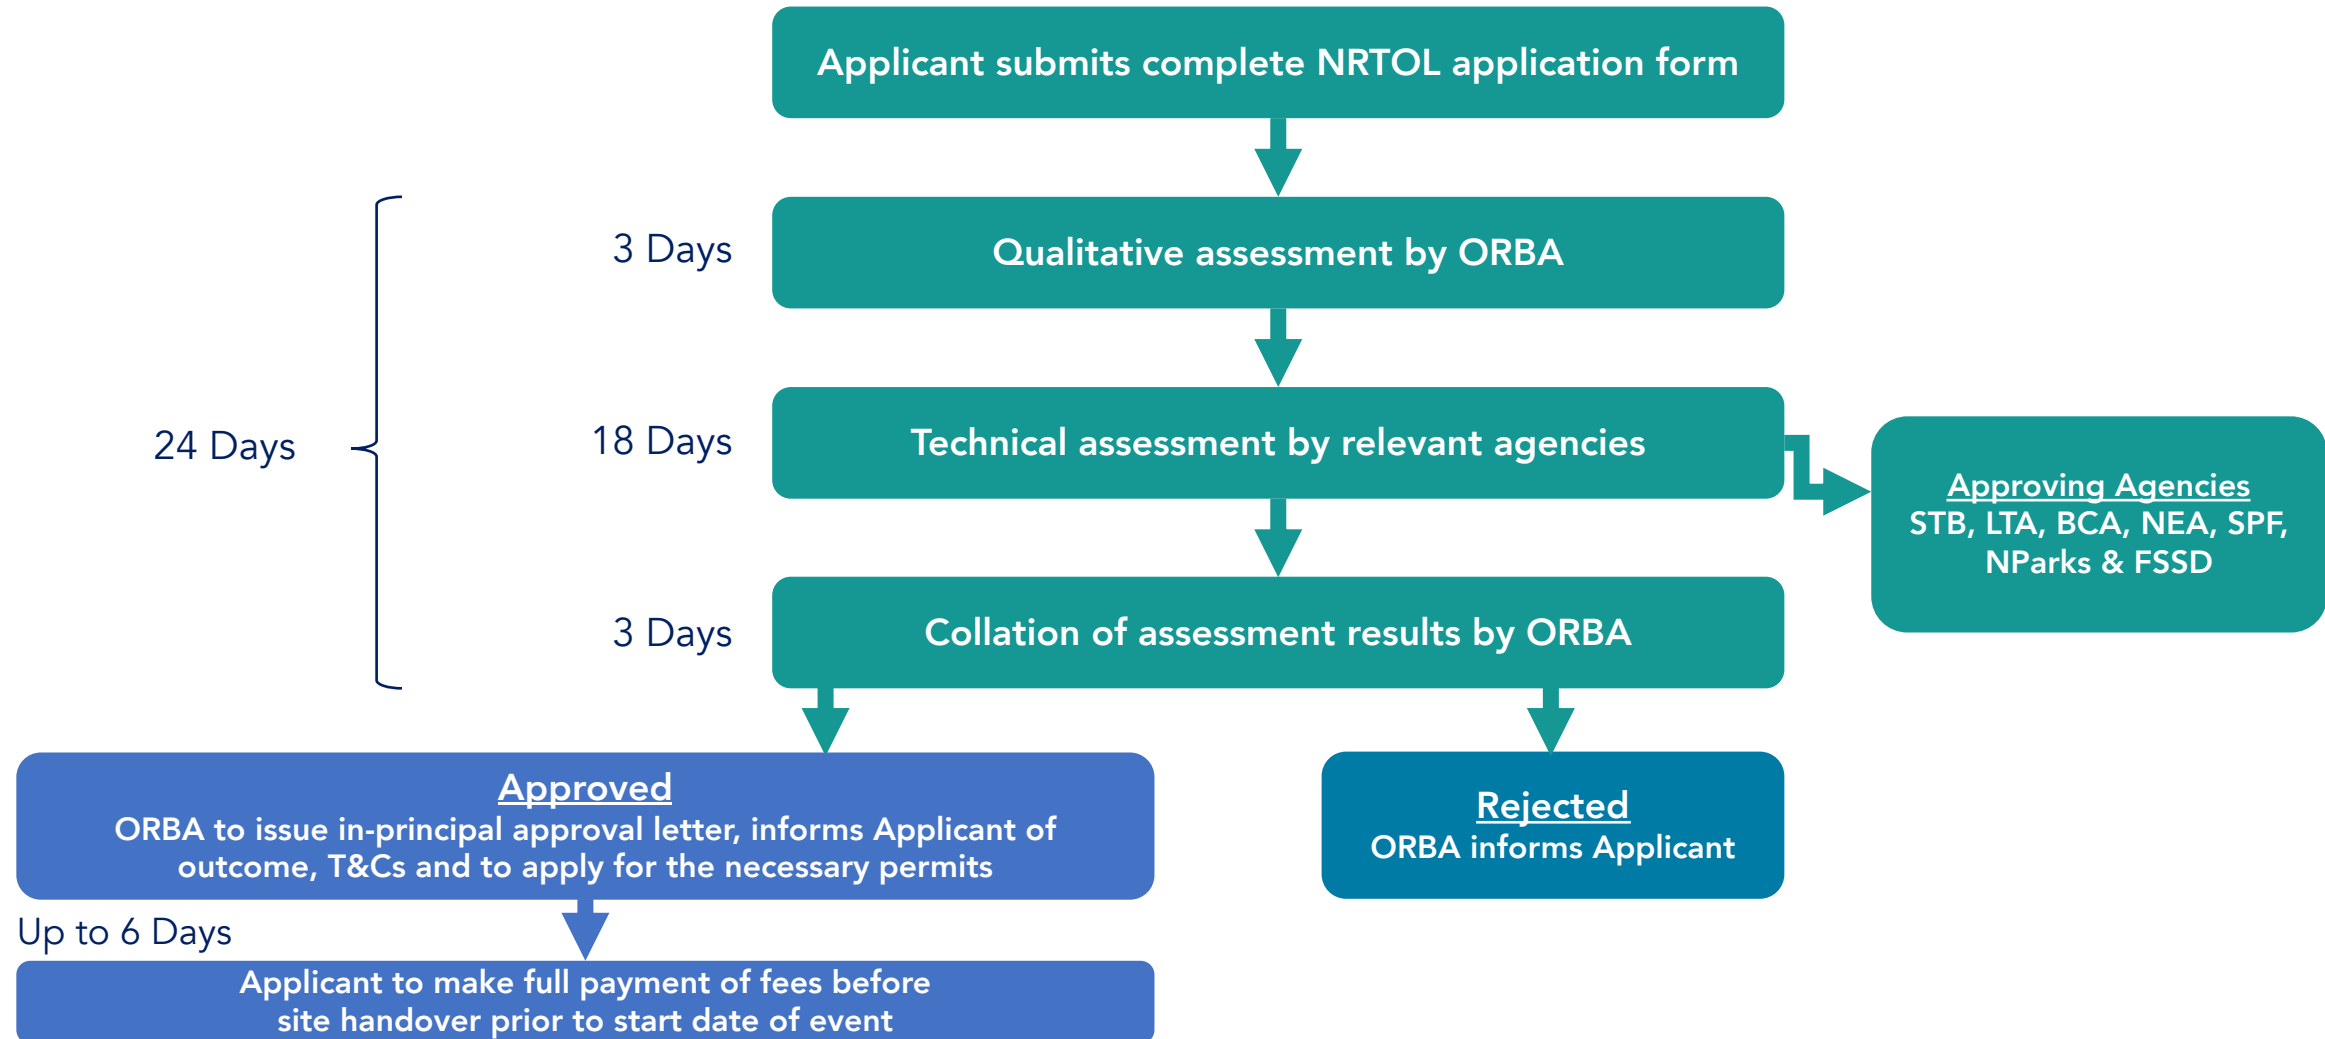 Applicant submits complete NRTOL application form
3 Days
Qualitative assessment by ORBA
24 Days
18 Days
Technical assessment by relevant agencies
Approving Agencies
STB, LTA, BCA, NEA, SPF,
NParks & FSSD
3 Days
Collation of assessment results by ORBA
Approved
ORBA to issue in-principal approval letter, informs Applicant of
outcome, T&Cs and to apply for the necessary permits
Rejected
ORBA informs Applicant
Up to 6 Days
Applicant to make full payment of fees before
site handover prior to start date of event